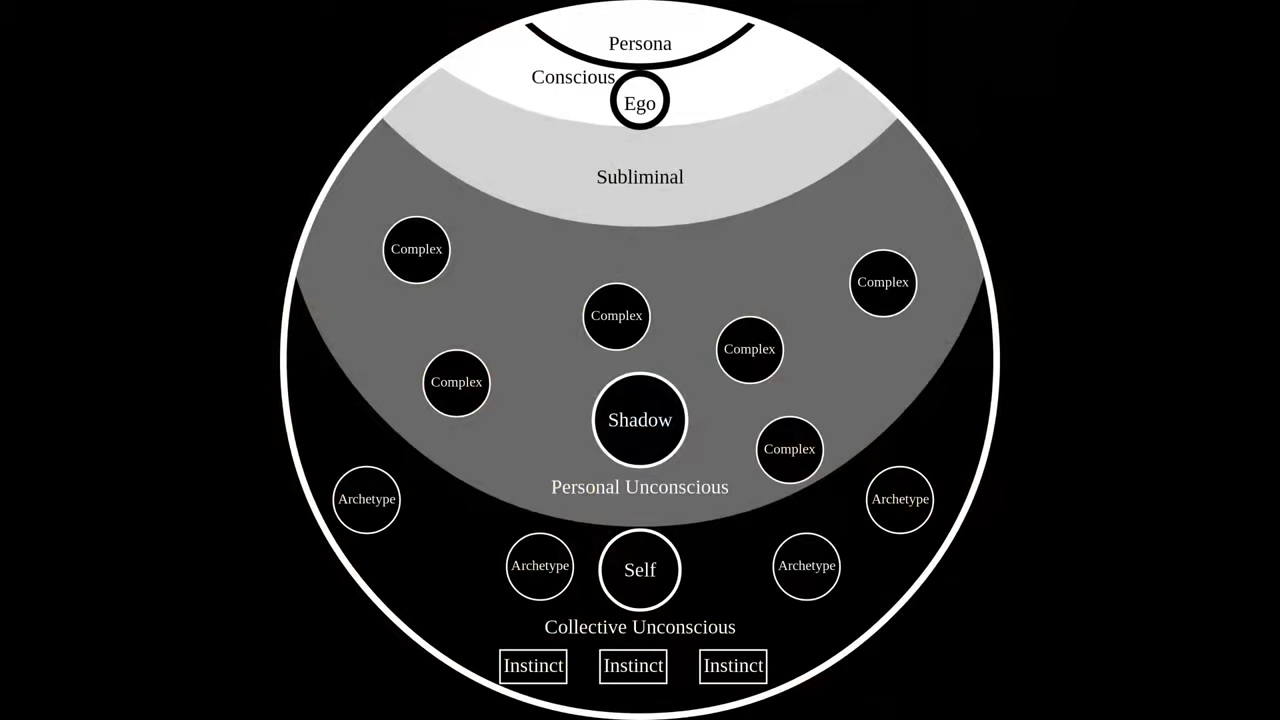 Persona
Conscious
Ego
Subliminal
Complex
Complex
Complex
Complex
Complex
Shadow
Complex
Personal Unconscious
Archetype
Archetype
Archetype
Self
Archetype
Collective Unconscious
Instinct
Instinct
Instinct